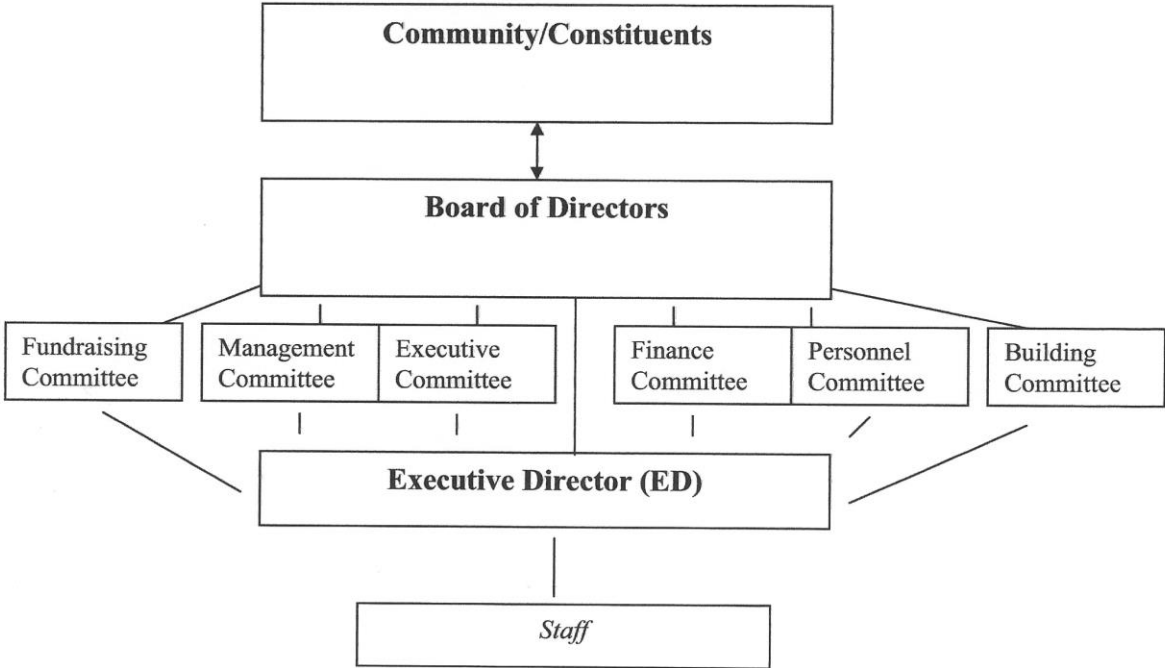 Community/Constituents
Board of Directors
Fundraising
Committee
Management
Committee
Executive
Committee
Finance
Committee
Personnel
Committee
Building
Committee
Executive Director (ED)
Staff